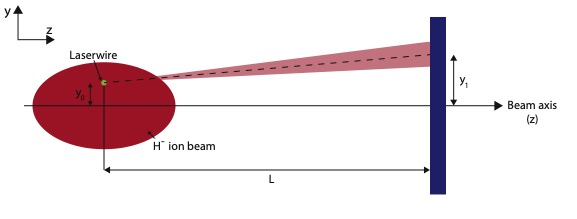 y
z
Laserwire
y₀
y₁
Beam axis
(z)
H⁻ ion beam
L